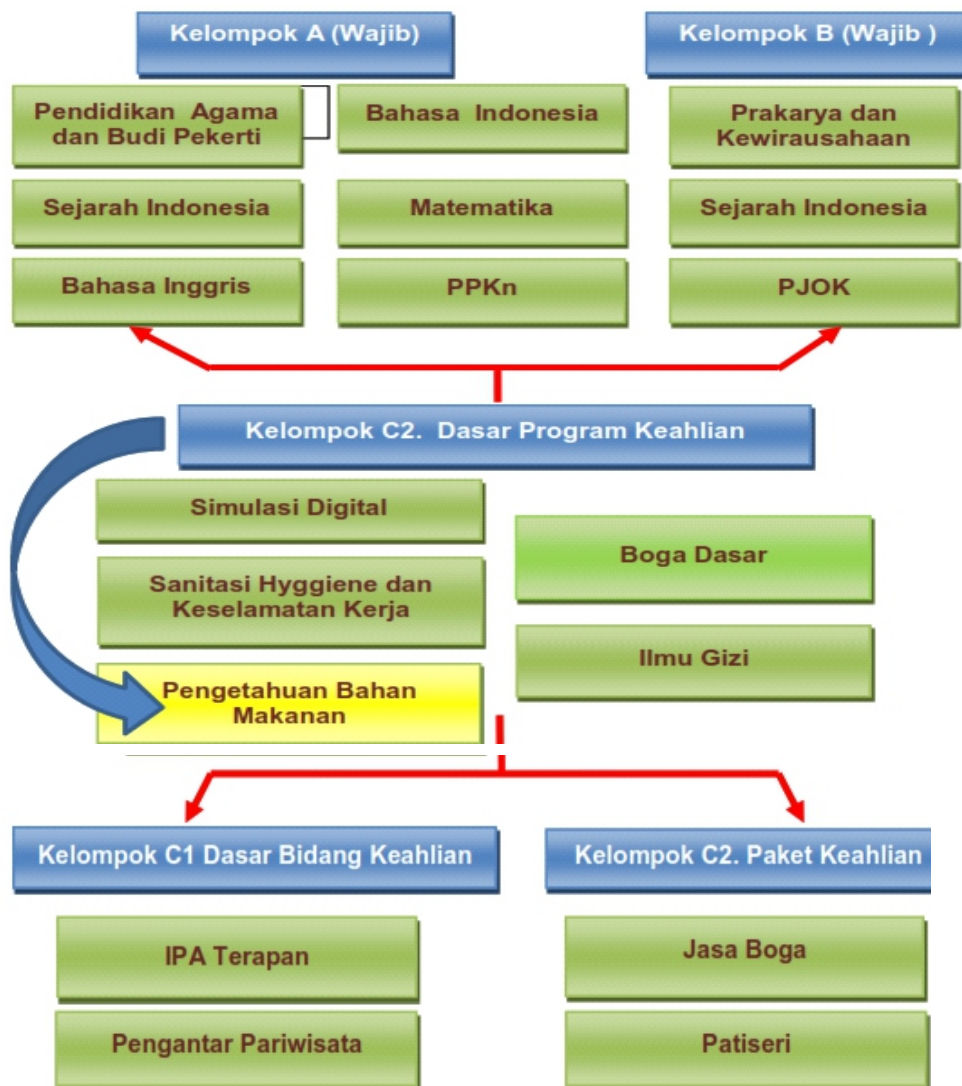 Kelompok A (Wajib)
Kelompok B (Wajib )
Pendidikan Agama
dan Budi Pekerti
Bahasa Indonesia
Prakarya dan
Kewirausahaan
Sejarah Indonesia
Matematika
Sejarah Indonesia
Bahasa Inggris
PPKn
PJOK
Kelompok C2. Dasar Program Keahlian
Simulasi Digital
Boga Dasar
Sanitasi Hyggiene dan
Keselamatan Kerja
Ilmu Gizi
Pengetahuan Bahan
Makanan
Kelompok C1 Dasar Bidang Keahlian
Kelompok C2. Paket Keahlian
IPA Terapan
Jasa Boga
Pengantar Pariwisata
Patiseri